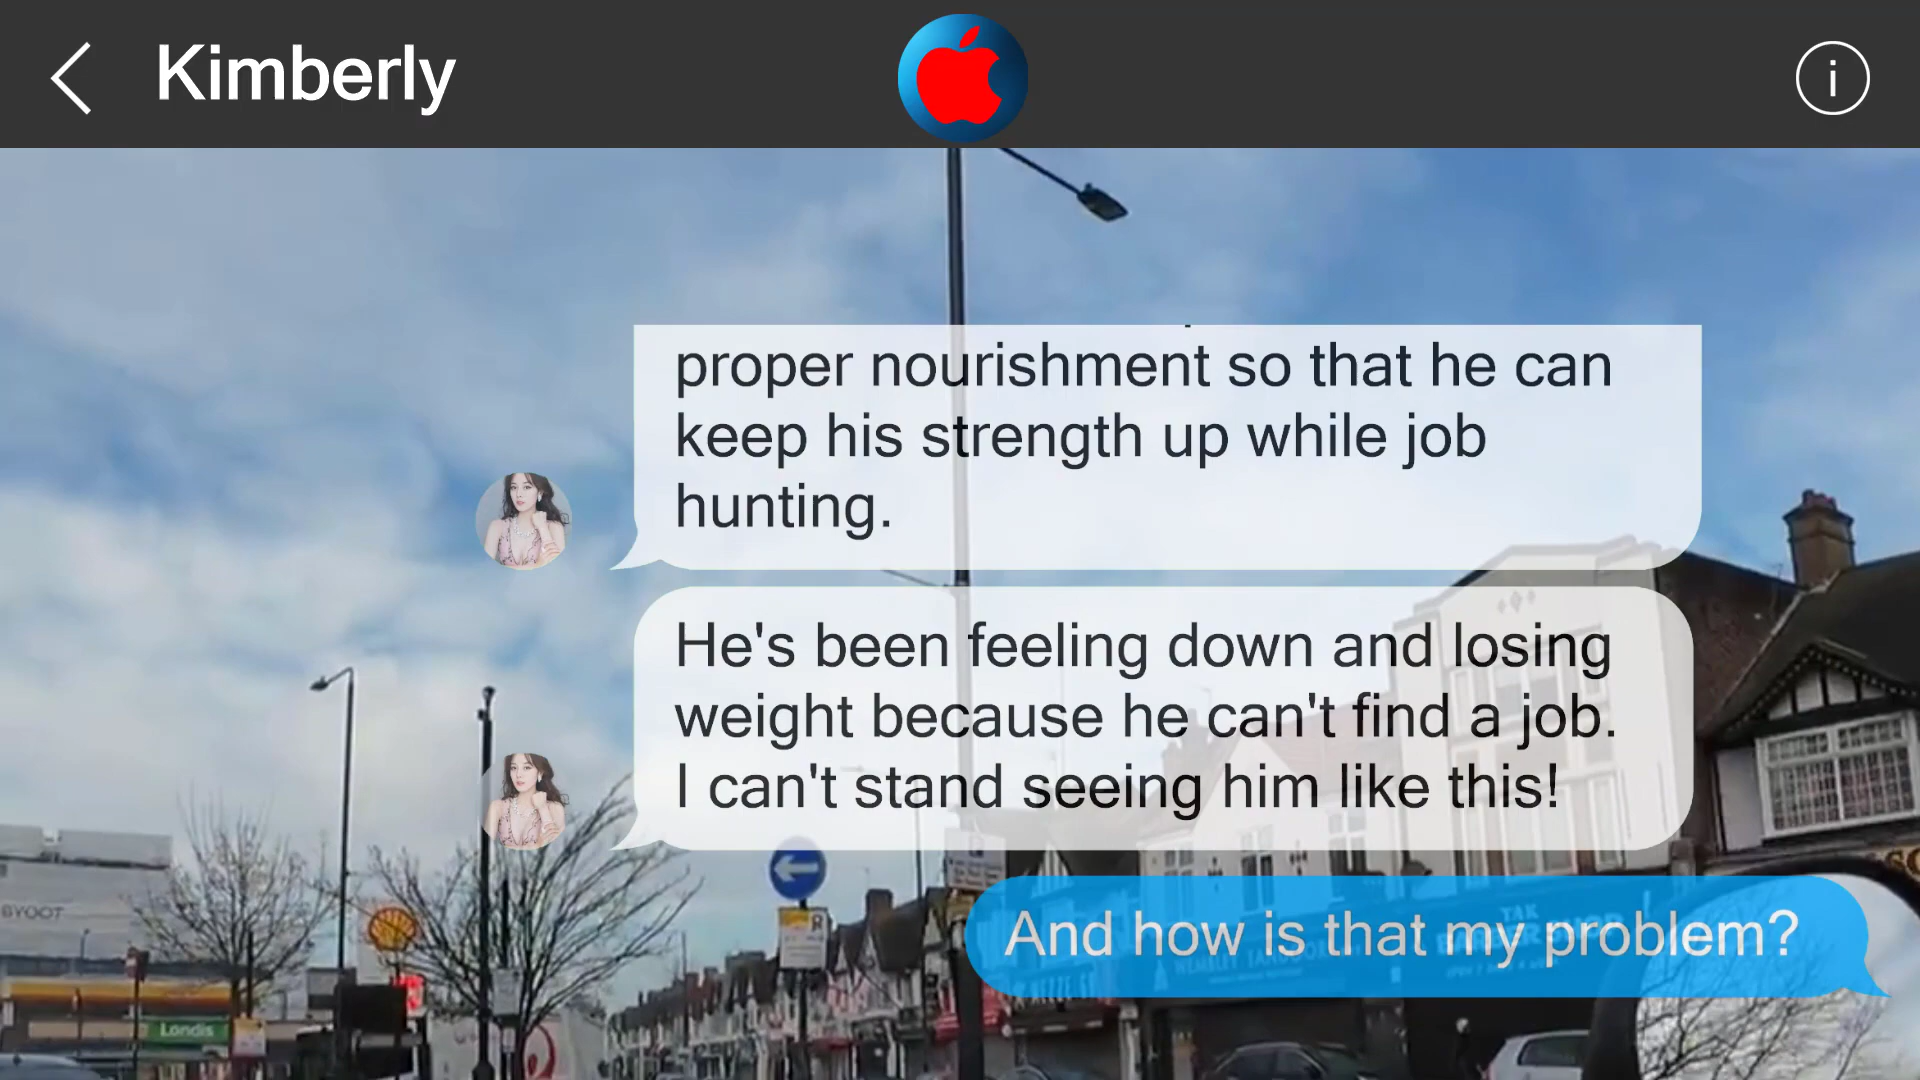 Kimberly
i
proper nourishment so that he can
keep his strength up while job
hunting.
He's been feeling down and losing
weight because he can't find a job.
I can't stand seeing him like this!
And how is that my problem?
BYOOT
Londis